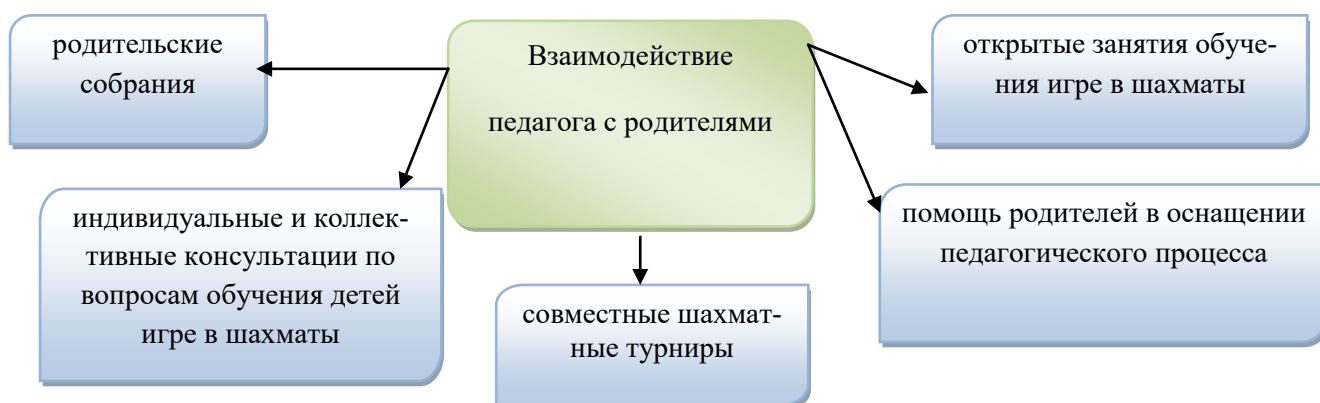 родительские
собрания
Взаимодействие
педагога с родителями
открытые занятия обуче-
ния игре в шахматы
индивидуальные и коллек-
тивные консультации по
вопросам обучения детей
игре в шахматы
совместные шахмат-
ные турниры
помощь родителей в оснащении
педагогического процесса